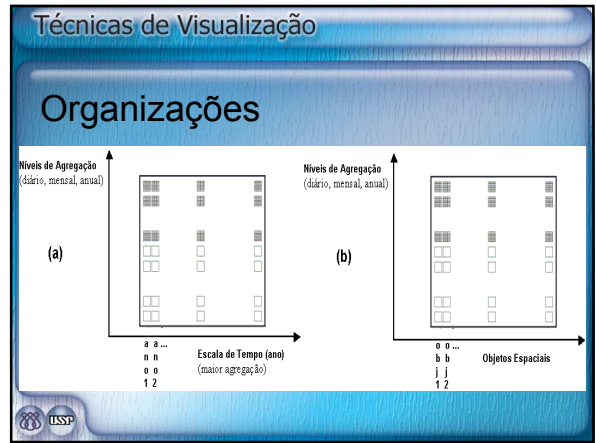 Técnicas de Visualização
Organizações
Níveis de Agregação
(diário, mensal, anual)
(a)
a a ...
n n
o o
1 2
Escala de Tempo (ano)
(maior agregação)
Níveis de Agregação
(diário, mensal, anual)
(b)
o o ...
b b
j j
1 2
Objetos Espaciais
USP